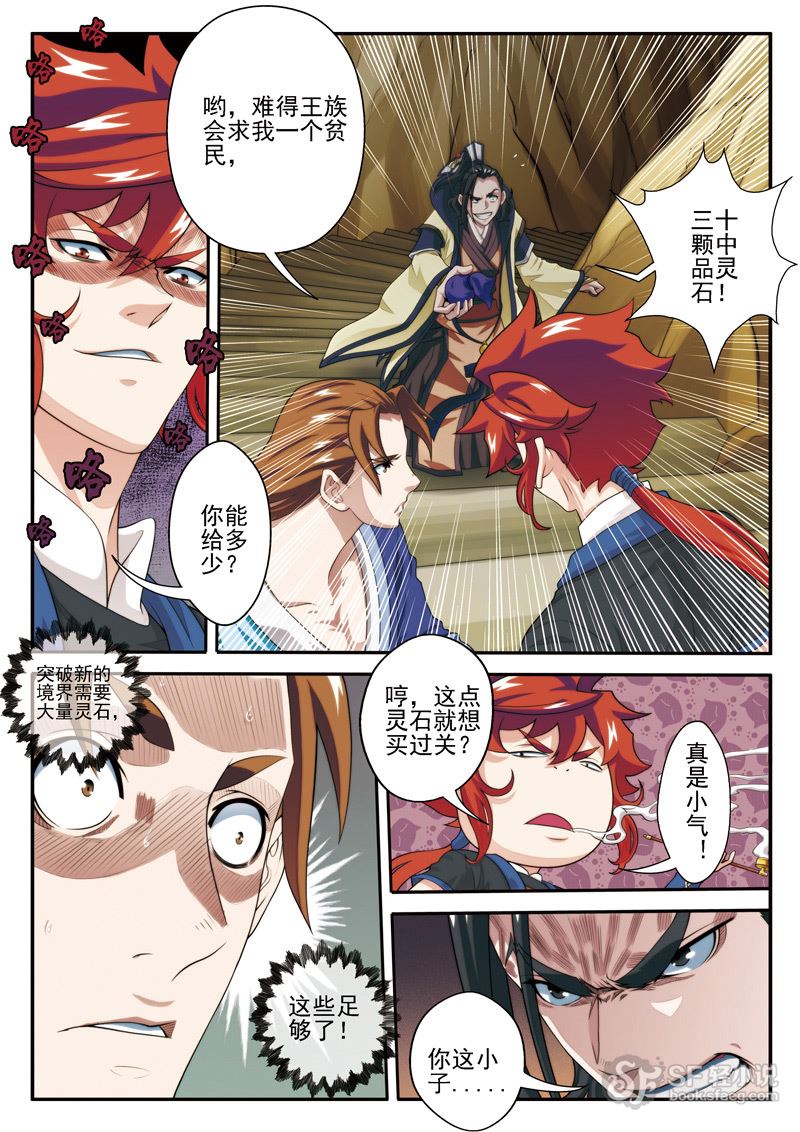 咯
咯
咯
咯
咯
咯
咯
咯
咯
哟，难得王族
会求我一个贫
民，
能多
你给少？
十中灵！
三颗品石
突破新的
境界需要
大量灵石，
哼，这点
灵石就想
买过关？
真是小气！
这些足
够了！
你这小
子.....
SF轻小说
book.sfacg.com